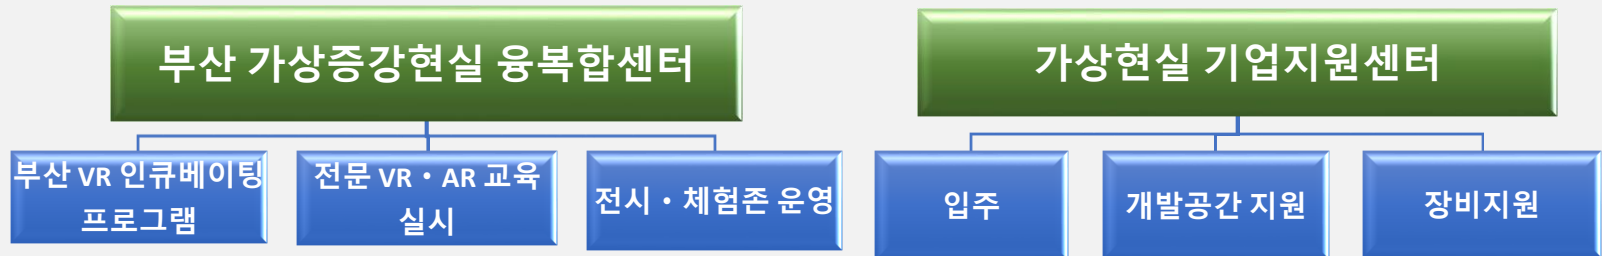 부산 가상증강현실 융복합센터
가상현실 기업지원센터
부산 VR 인큐베이팅
프로그램
전문 VR・AR 교육
실시
전시・체험존 운영
입주
개발공간 지원
장비지원